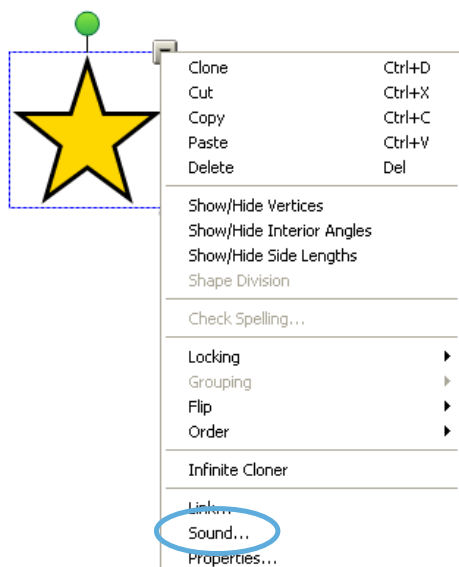 Clone Ctrl+D
Cut Ctrl+X
Copy Ctrl+C
Paste Ctrl+V
Delete Del
Show/Hide Vertices
Show/Hide Interior Angles
Show/Hide Side Lengths
Shape Division
Check Spelling...
Locking
Grouping
Flip
Order
Infinite Cloner
Link...
Sound...
Properties...